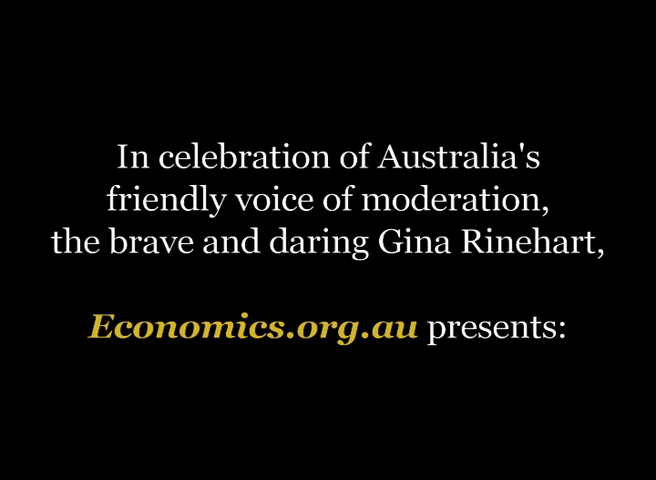 In celebration of Australia's
friendly voice of moderation,
the brave and daring Gina Rinehart,
Economics.org.au presents: